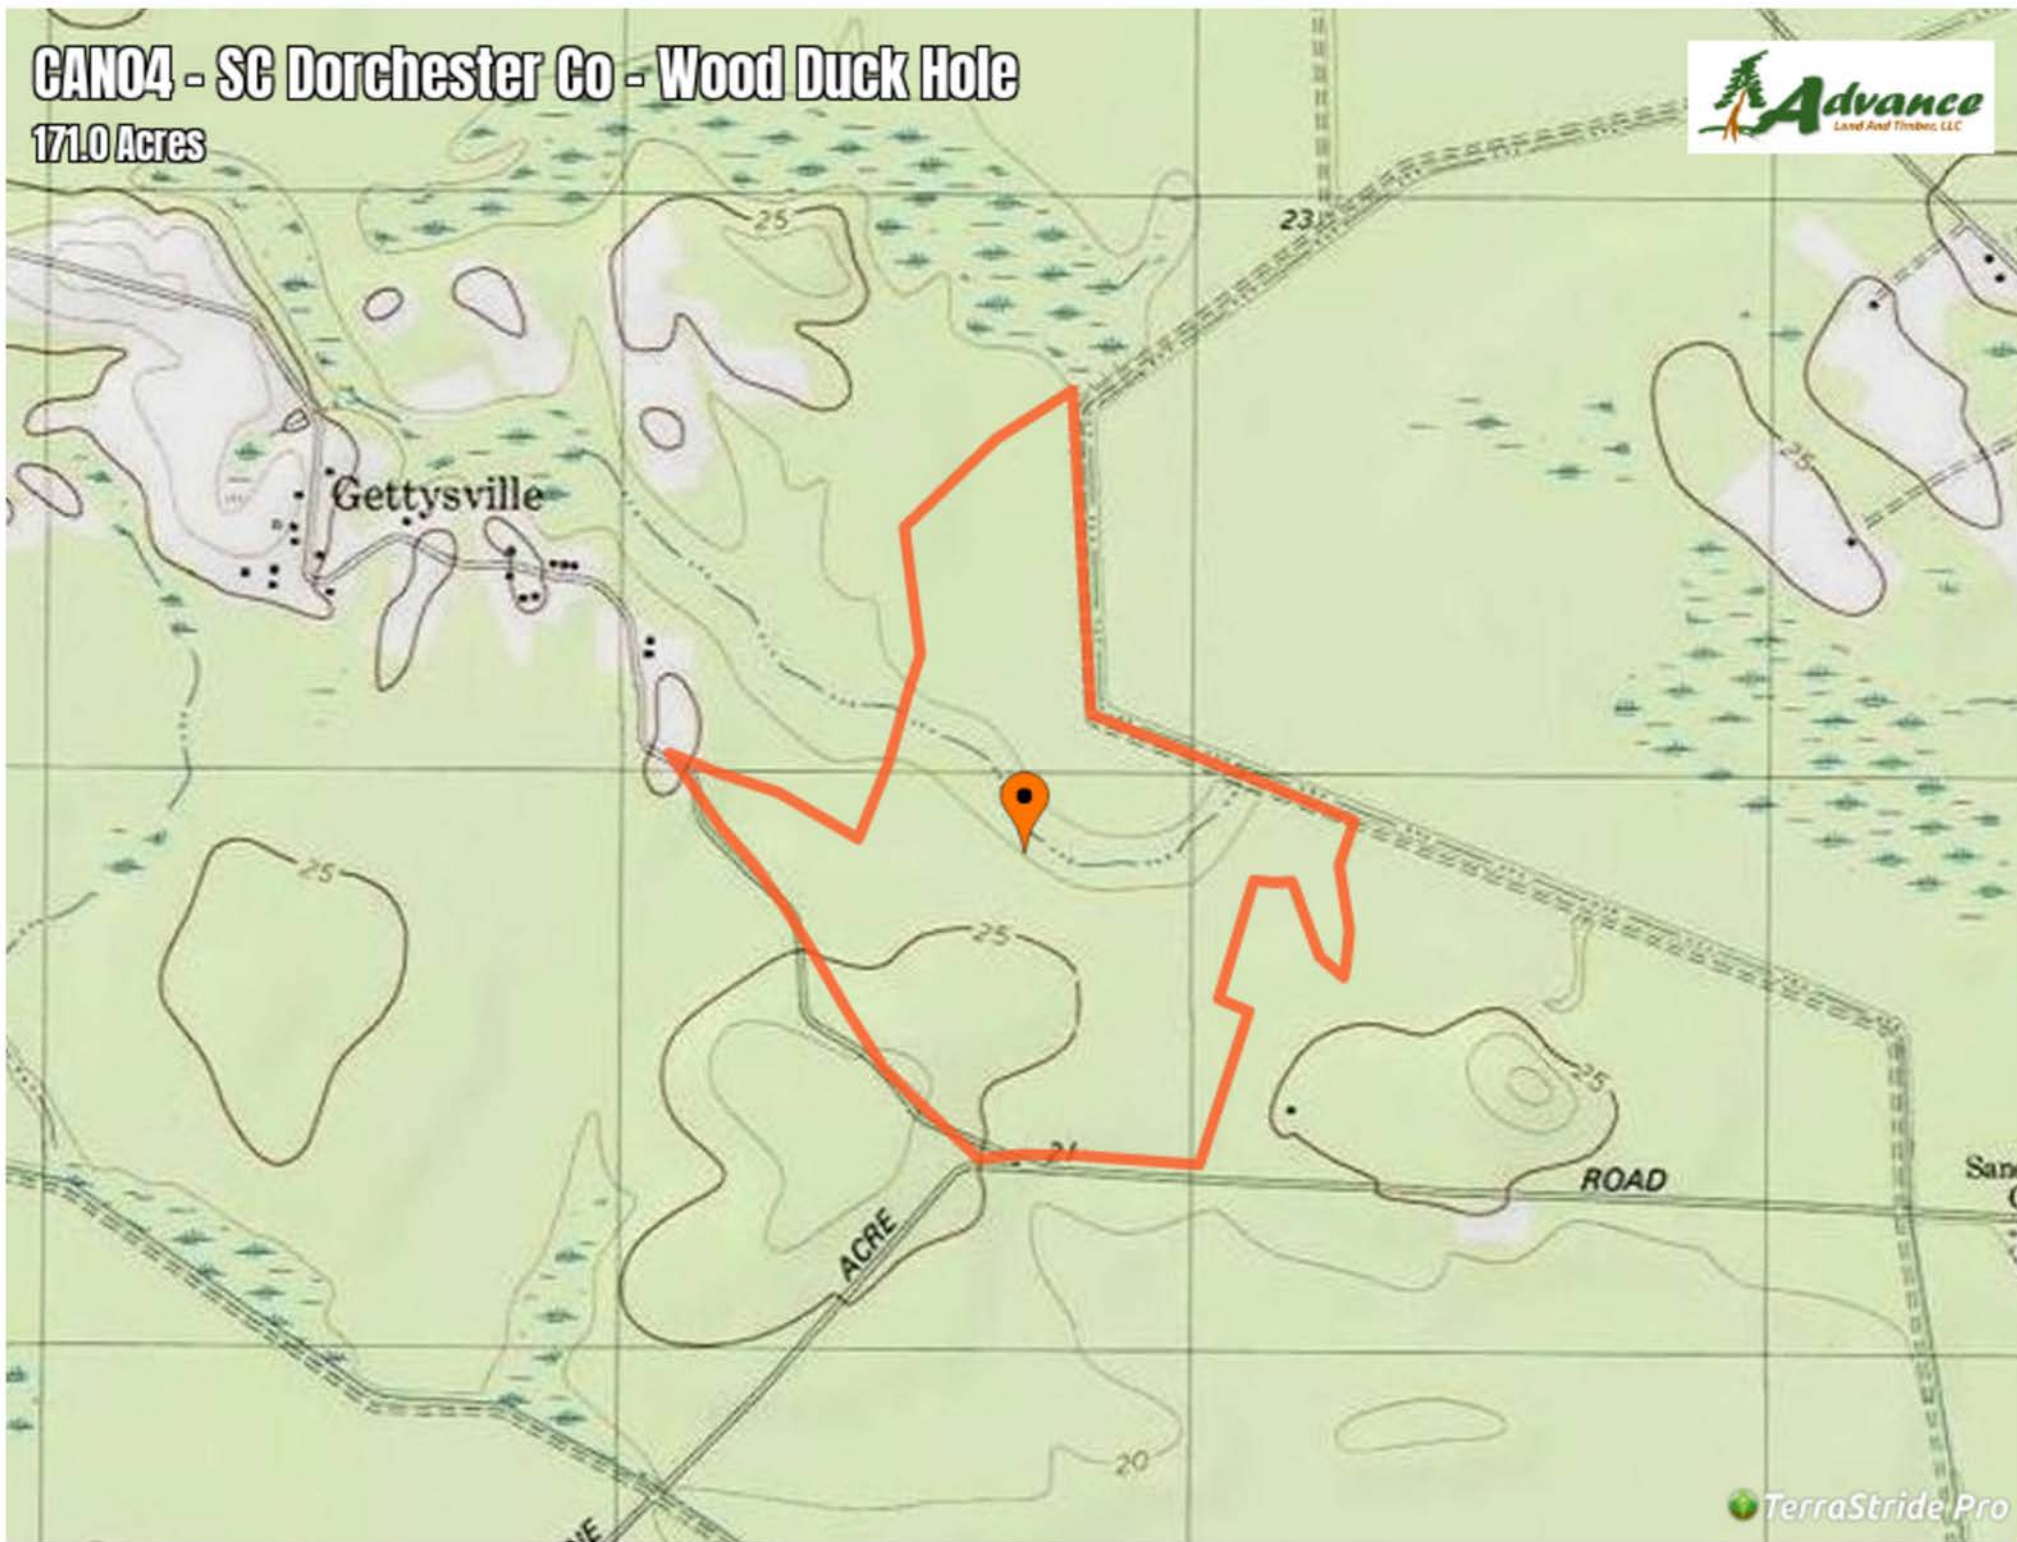 CAN04 - SC Dorchester Co - Wood Duck Hole
171.0 Acres
Advance
Land And Timber, LLC
25
23
Gettysville
25
25
25
25
21
ROAD
ACRE
20
TerraStride Pro